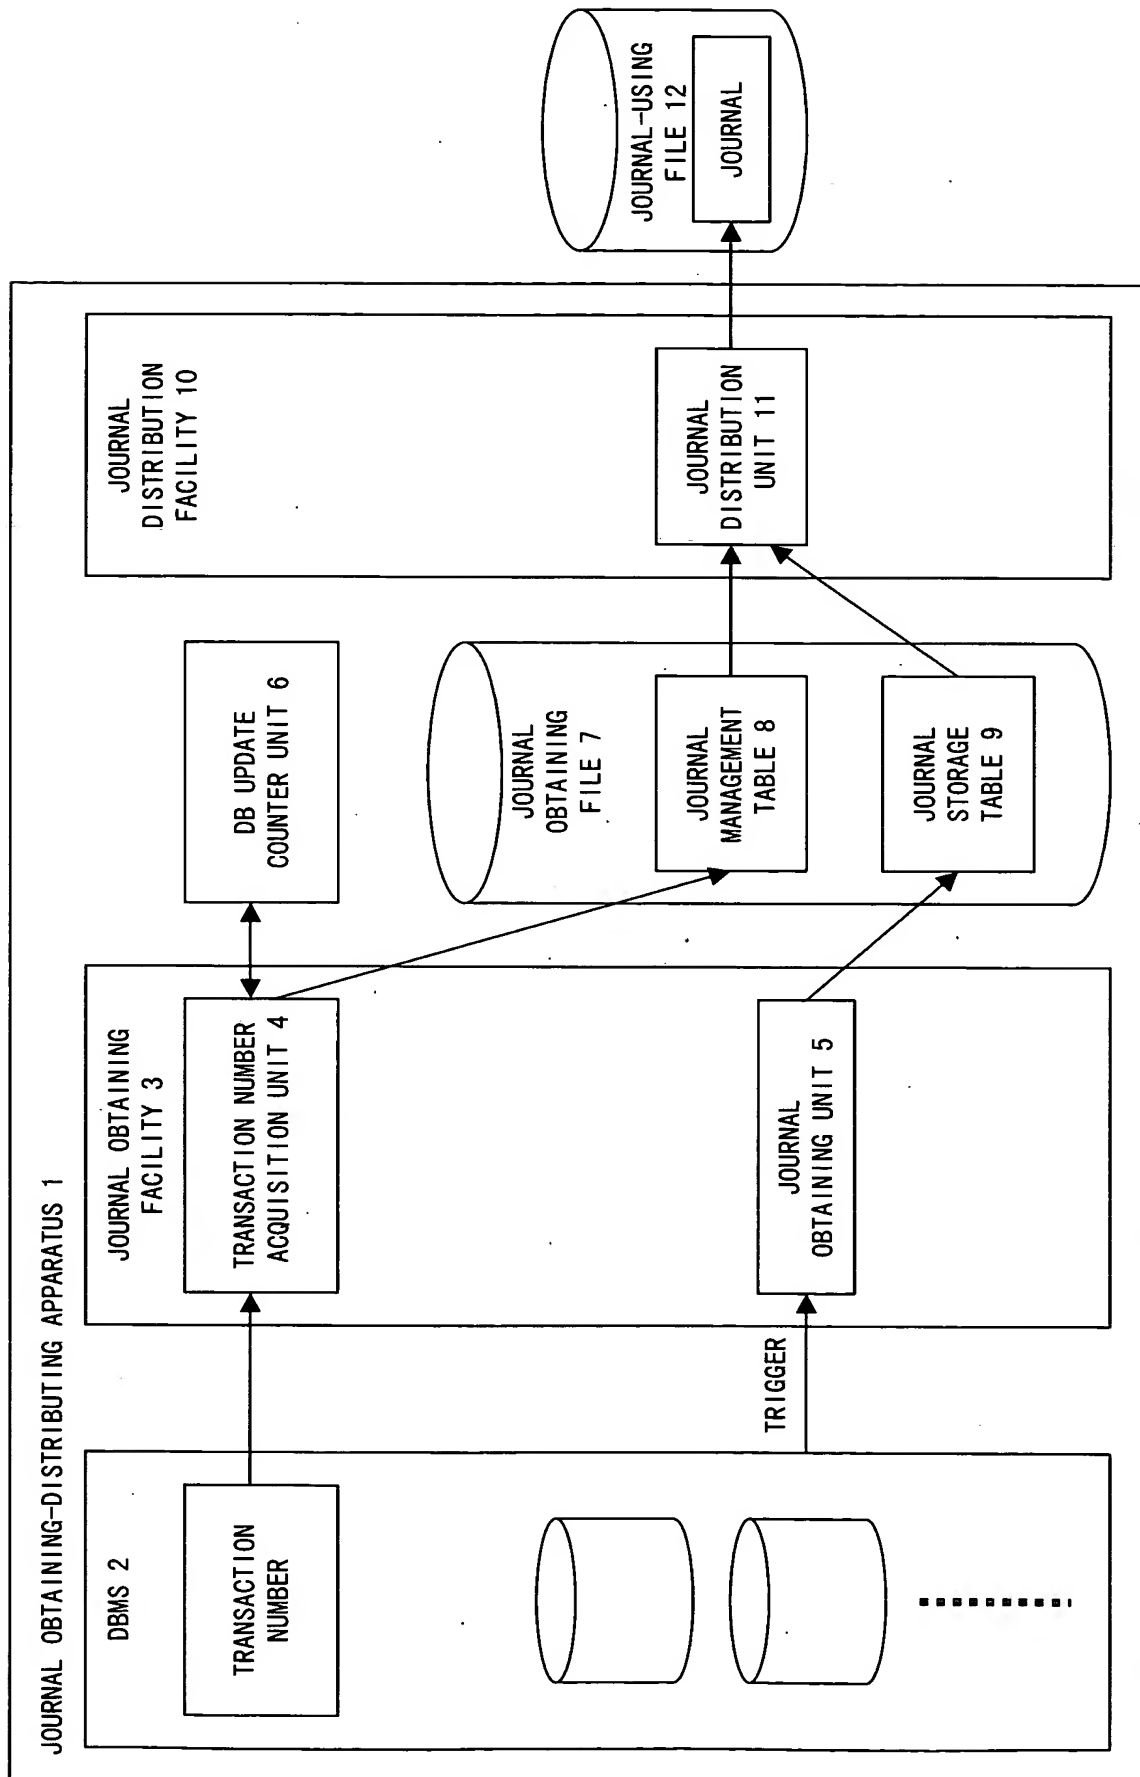 JOURNAL OBTAINING-DISTRIBUTING APPARATUS 1
DBMS 2
TRANSACTION
NUMBER
TRIGGER
JOURNAL OBTAINING
FACILITY 3
TRANSACTION NUMBER
ACQUISITION UNIT 4
JOURNAL
OBTAINING UNIT 5
DB UPDATE
COUNTER UNIT 6
JOURNAL
OBTAINING
FILE 7
JOURNAL
MANAGEMENT
TABLE 8
JOURNAL
STORAGE
TABLE 9
JOURNAL
DISTRIBUTION
FACILITY 10
JOURNAL
DISTRIBUTION
UNIT 11
JOURNAL-USING
FILE 12
JOURNAL